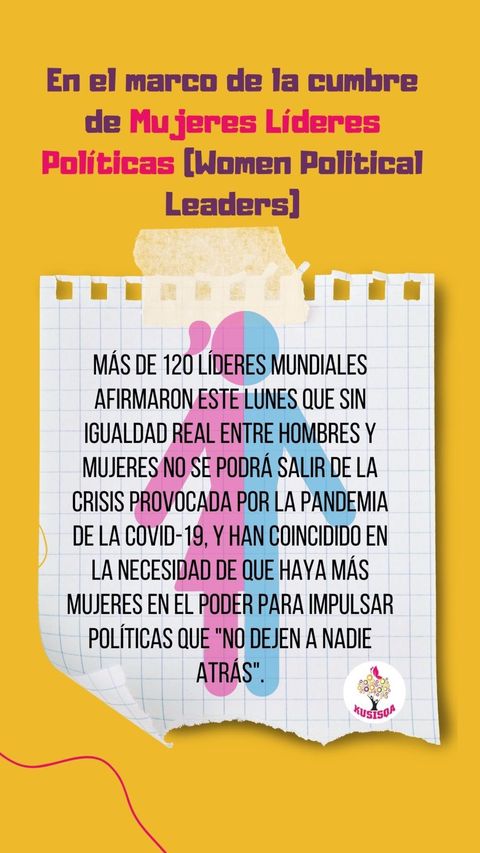 En el marco de la cumbre
de Mujeres Líderes
Políticas (Women Political
Leaders)
MÁS DE 120 LÍDERES MUNDIALES
AFIRMARON ESTE LUNES QUE SIN
IGUALDAD REAL ENTRE HOMBRES Y
MUJERES NO SE PODRÁ SALIR DE LA
CRISIS PROVOCADA POR LA PANDEMIA
DE LA COVID-19, Y HAN COINCIDIDO EN
LA NECESIDAD DE QUE HAYA MÁS
MUJERES EN EL PODER PARA IMPULSAR
POLÍTICAS QUE "NO DEJEN A NADIE
ATRÁS".
KUSISQA